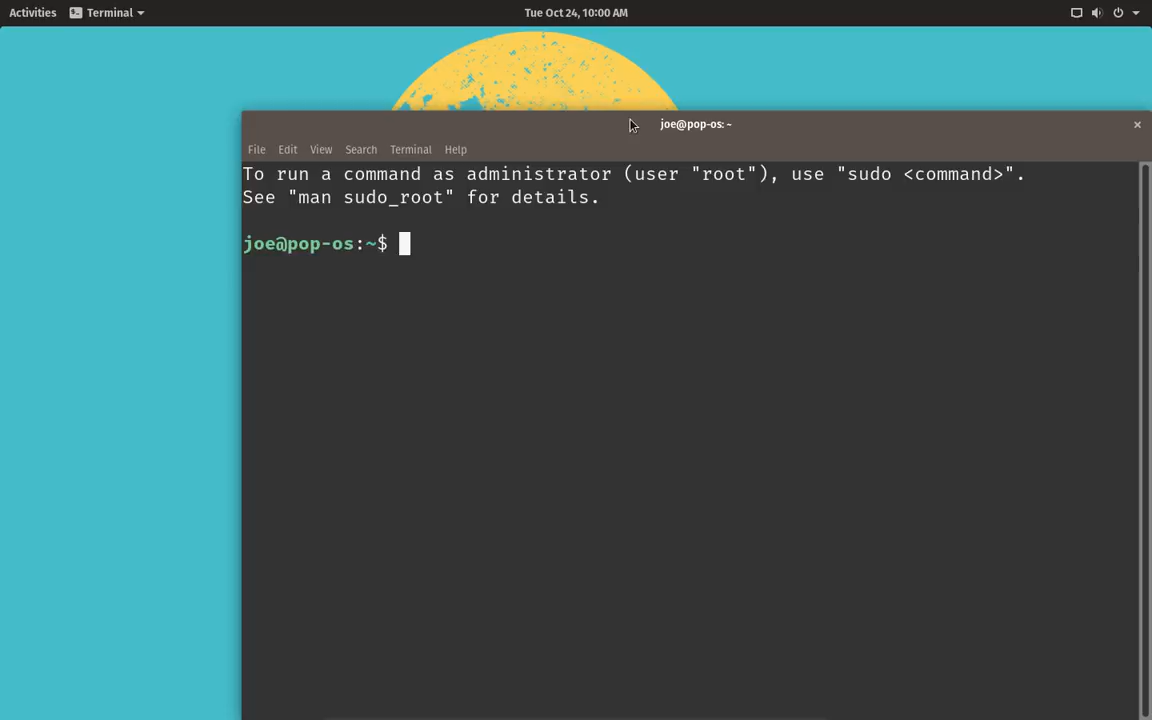 Activities Terminal Tue Oct 24, 10:00 AM
joe@pop-os: ~
File Edit View Search Terminal Help
To run a command as administrator (user "root"), use "sudo <command>".
See "man sudo_root" for details.
joe@pop-os:~$